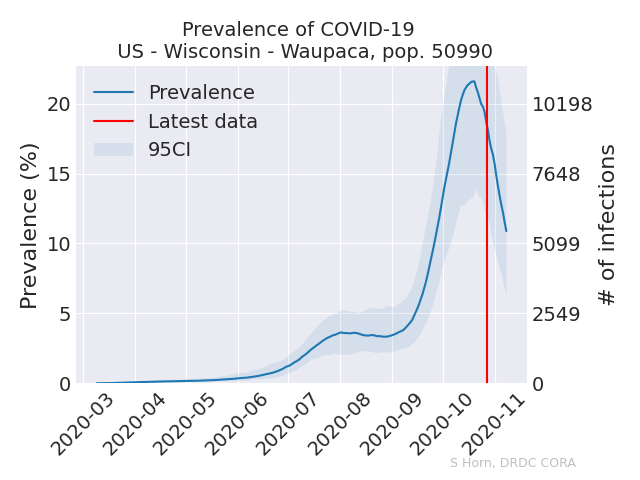 Prevalence of COVID-19
US - Wisconsin - Waupaca, pop. 50990
Prevalence
Latest data
95CI
Prevalence (%)
20
15
10
5
0
10198
7648
5099
2549
0
# of infections
2020-03
2020-04
2020-05
2020-06
2020-07
2020-08
2020-09
2020-10
2020-11
S Horn, DRDC CORA